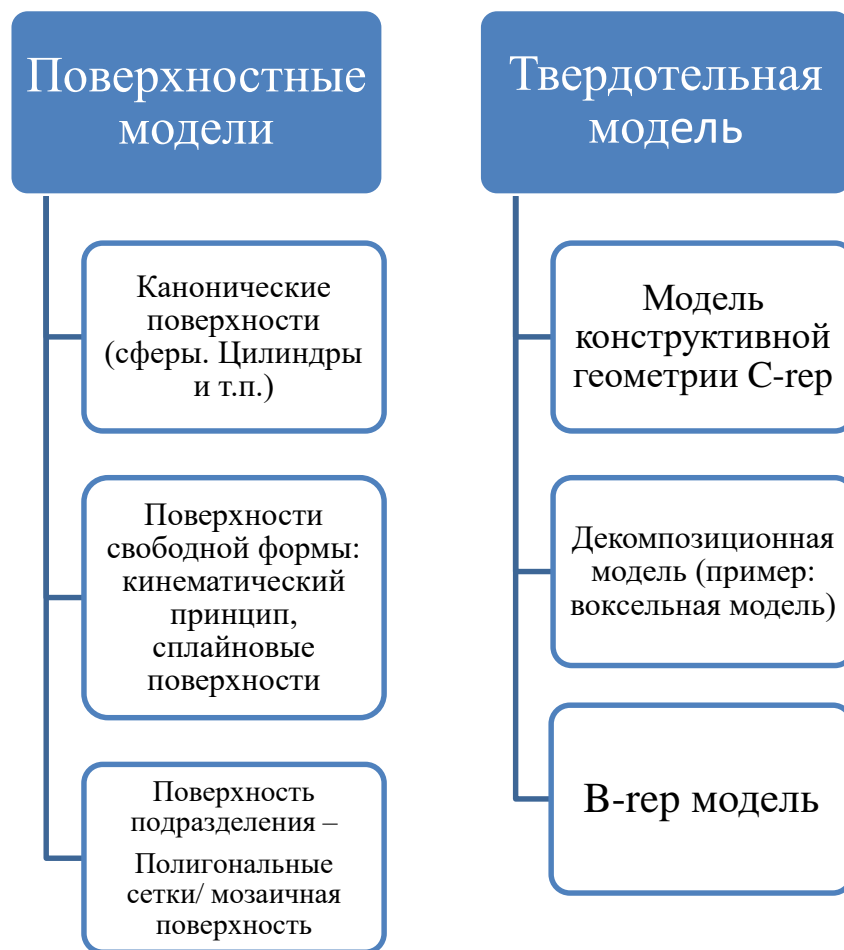 Поверхностные
модели
Канонические
поверхности
(сферы. Цилиндры
и т.п.)
Поверхности
свободной формы:
кинематический
принцип,
сплайновые
поверхности
Поверхность
подразделения –
Полигональные
сетки/ мозаичная
поверхность
Твердотельная
модель
Модель
конструктивной
геометрии C-rep
Декомпозиционная
модель (пример:
воксельная модель)
B-rep модель